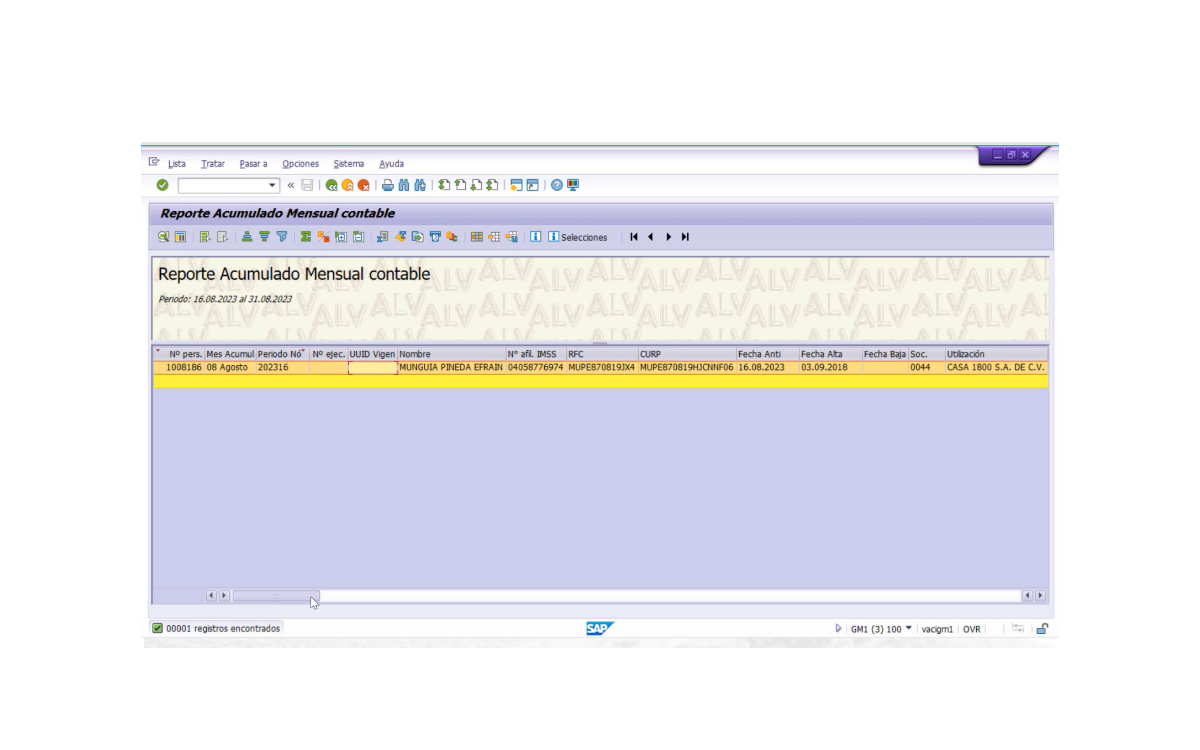 Lista Tratar Pasar a Opciones Sistema Ayuda
Reporte Acumulado Mensual contable
Selecciones
Reporte Acumulado Mensual contable
Periodo: 16.08.2023 al 31.08.2023
Nº pers. Mes Acumul Periodo Nó Nº ejec. UUID Vigen Nombre N° afil. IMSS RFC CURP Fecha Anti Fecha Alta Fecha Baja Soc. Utilización
1008186 08 Agosto 202316 MUNGUIA PINEDA EFRAIN 04058776974 MUPE870819JX4 MUPE870819HJCNNF06 16.08.2023 03.09.2018 0044 CASA 1800 S.A. DE C.V.
00001 registros encontrados SAP GM1 (3) 100 vacigm1 OVR